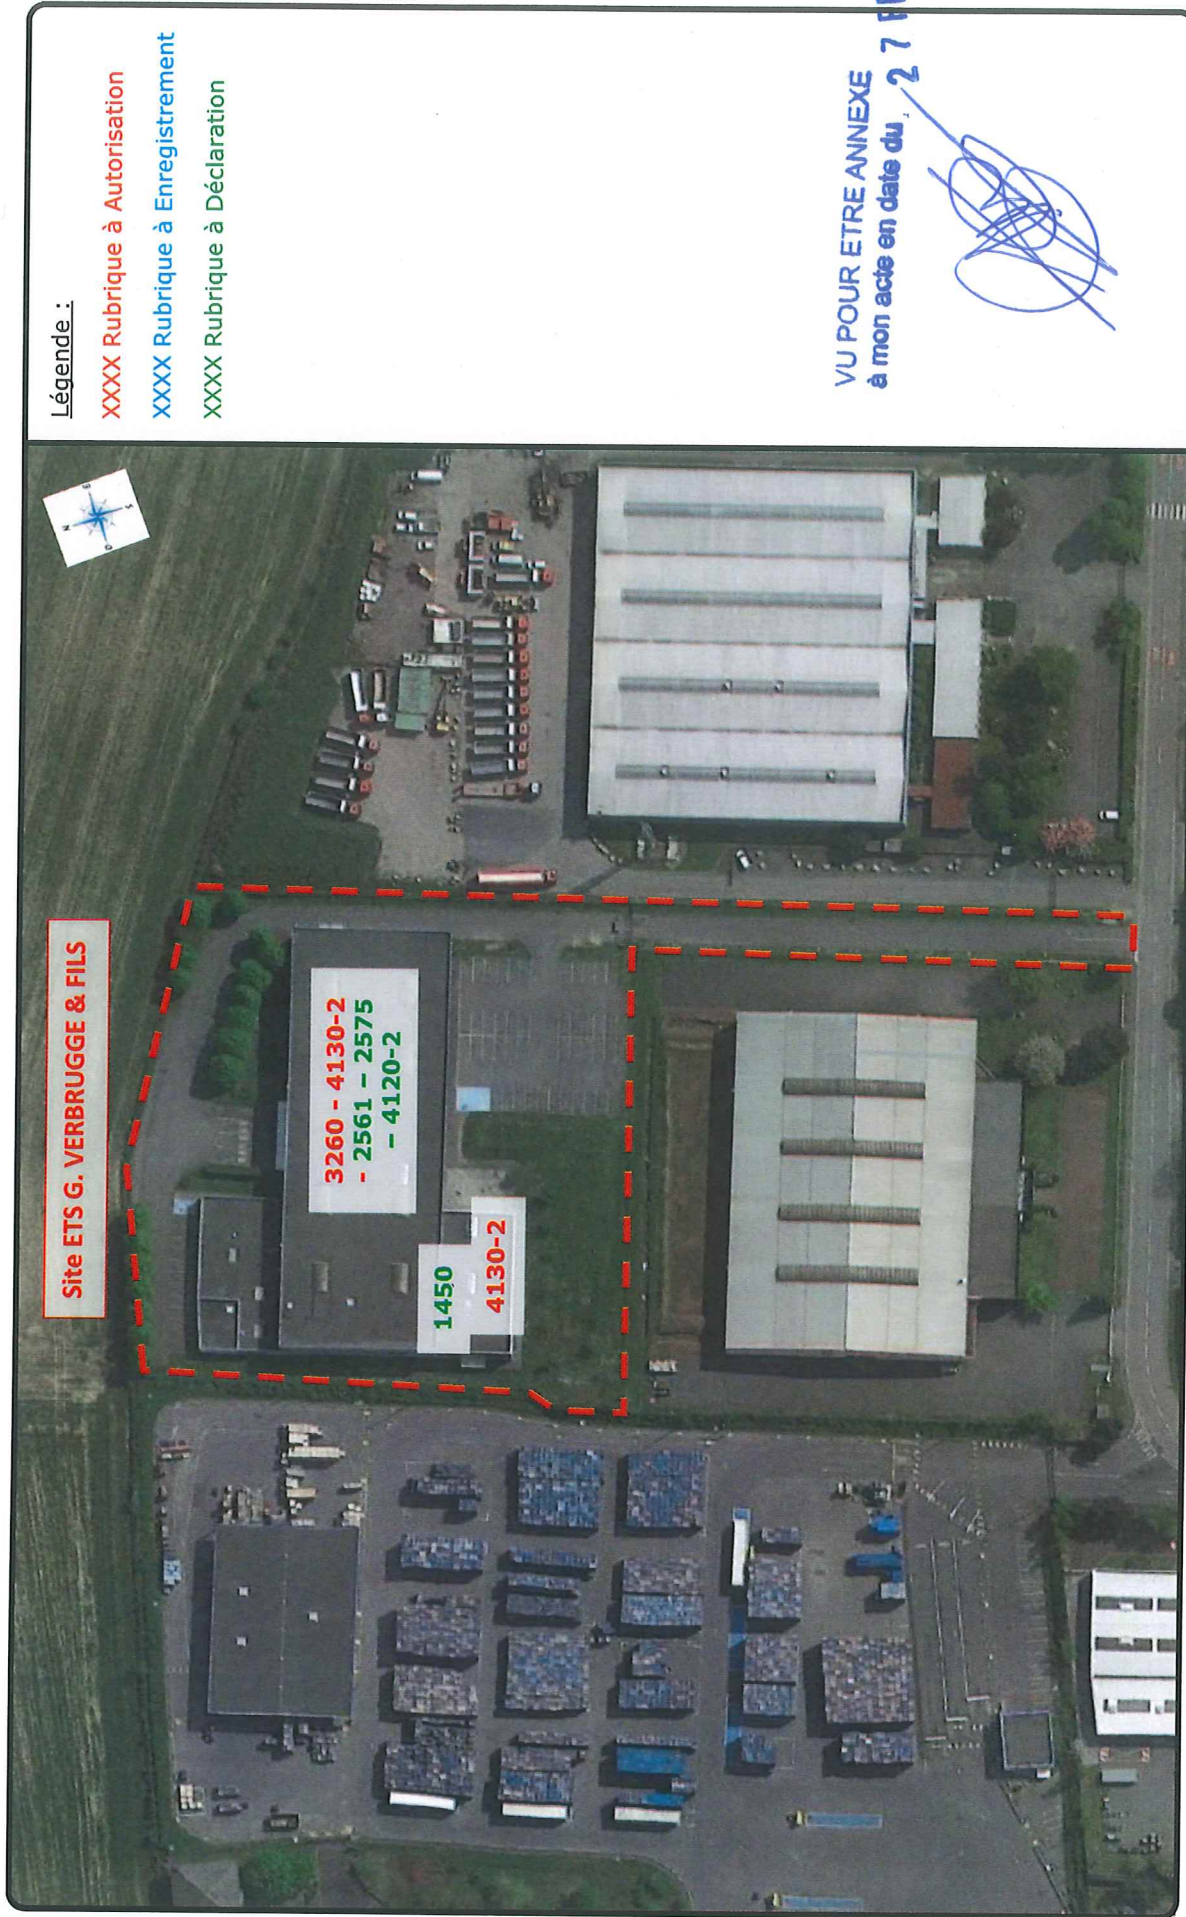 Légende :
XXXX Rubrique à Autorisation
XXXX Rubrique à Enregistrement
XXXX Rubrique à Déclaration
Site ETS G. VERBRUGGE & FILS
3260 - 4130-2
- 2561 – 2575
– 4120-2
1450
4130-2
N
E
S
O
VU POUR ETRE ANNEXE
à mon acte en date du 27